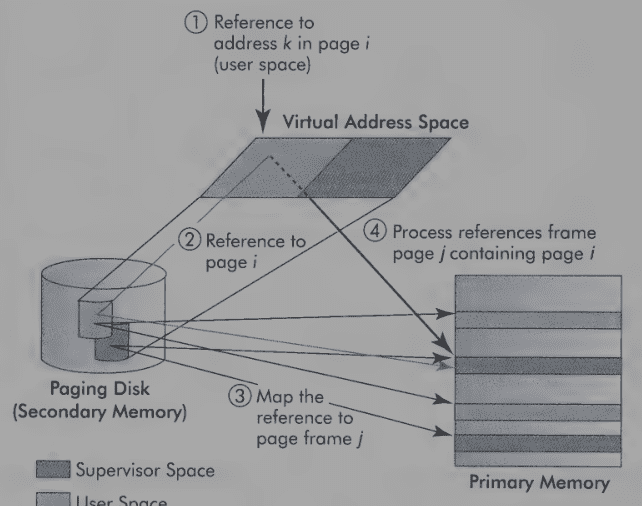 ① Reference to
address k in page i
(user space)
Virtual Address Space
② Reference to
page i
④ Process references frame
page j containing page i
Paging Disk
(Secondary Memory)
③ Map the
reference to
page frame j
Supervisor Space
User Space
Primary Memory